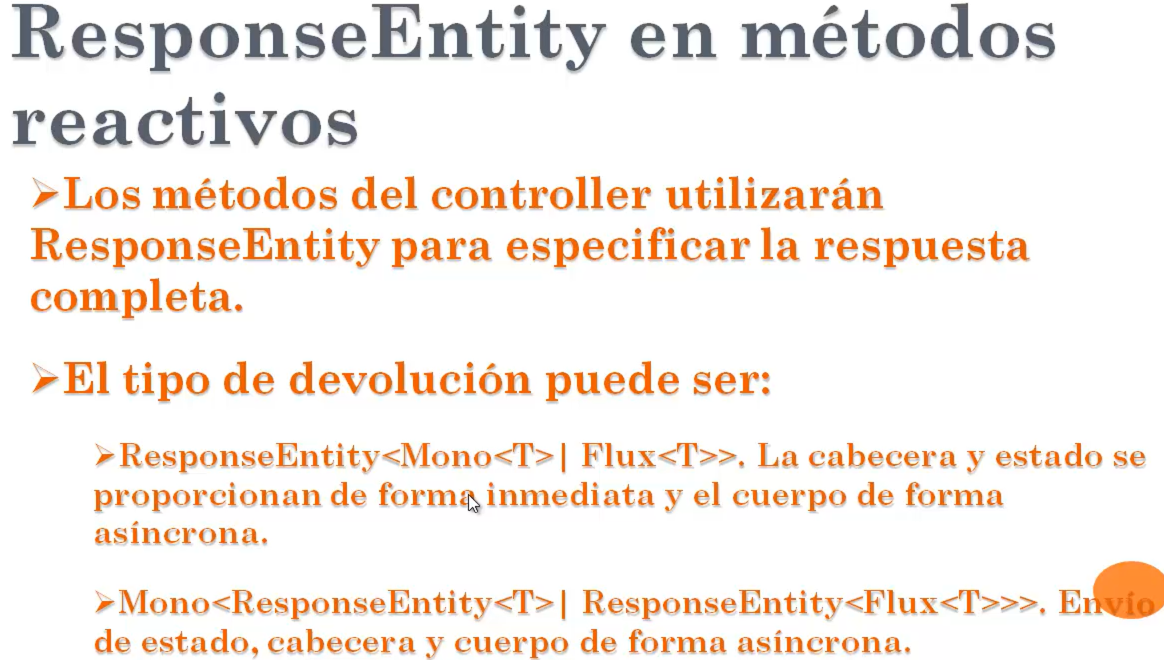 ResponseEntity en métodos
reactivos
➢Los métodos del controller utilizarán
ResponseEntity para especificar la respuesta
completa.
➢El tipo de devolución puede ser:
➢ResponseEntity<Mono<T>| Flux<T>>. La cabecera y estado se
proporcionan de forma inmediata y el cuerpo de forma
asíncrona.
➢Mono<ResponseEntity<T>| ResponseEntity<Flux<T>>>. Envío
de estado, cabecera y cuerpo de forma asíncrona.